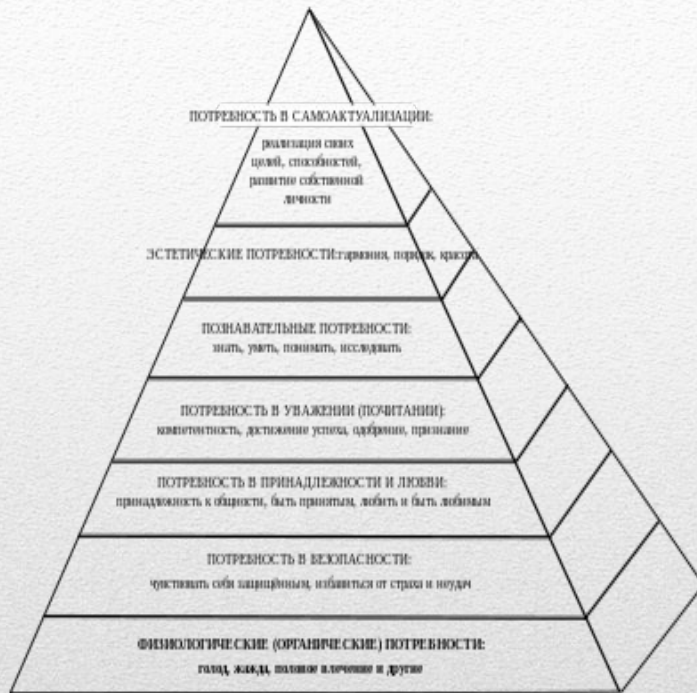 ПОТРЕБНОСТЬ В САМОАКТУАЛИЗАЦИИ:
реализация своих
целей, способностей,
развитие собственной
личности
ЭСТЕТИЧЕСКИЕ ПОТРЕБНОСТИ:гармония, порядок, красота
ПОЗНАВАТЕЛЬНЫЕ ПОТРЕБНОСТИ:
знать, уметь, понимать, исследовать
ПОТРЕБНОСТЬ В УВАЖЕНИИ (ПОЧИТАНИИ):
компетентность, достижение успеха, одобрение, признание
ПОТРЕБНОСТЬ В ПРИНАДЛЕЖНОСТИ И ЛЮБВИ:
принадлежность к общности, быть принятым, любить и быть любимым
ПОТРЕБНОСТЬ В БЕЗОПАСНОСТИ:
чувствовать себя защищённым, избавиться от страха и неудач
ФИЗИОЛОГИЧЕСКИЕ (ОРГАНИЧЕСКИЕ) ПОТРЕБНОСТИ:
голод, жажда, половое влечение и другие